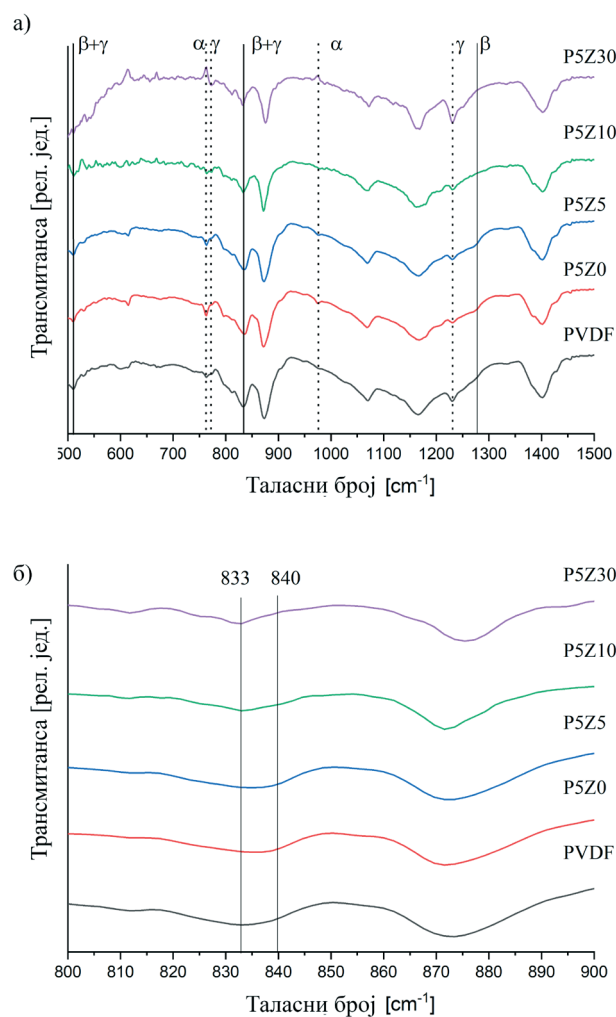 а)
β+γ α γ β+γ α γ β
P5Z30
P5Z10
P5Z5
P5Z0
PVDF
Трансмитанса [рел. јед.]
500 600 700 800 900 1000 1100 1200 1300 1400 1500
Таласни број [cm⁻¹]
б)
833 840
P5Z30
P5Z10
P5Z5
P5Z0
PVDF
Трансмитанса [рел. јед.]
800 810 820 830 840 850 860 870 880 890 900
Таласни број [cm⁻¹]